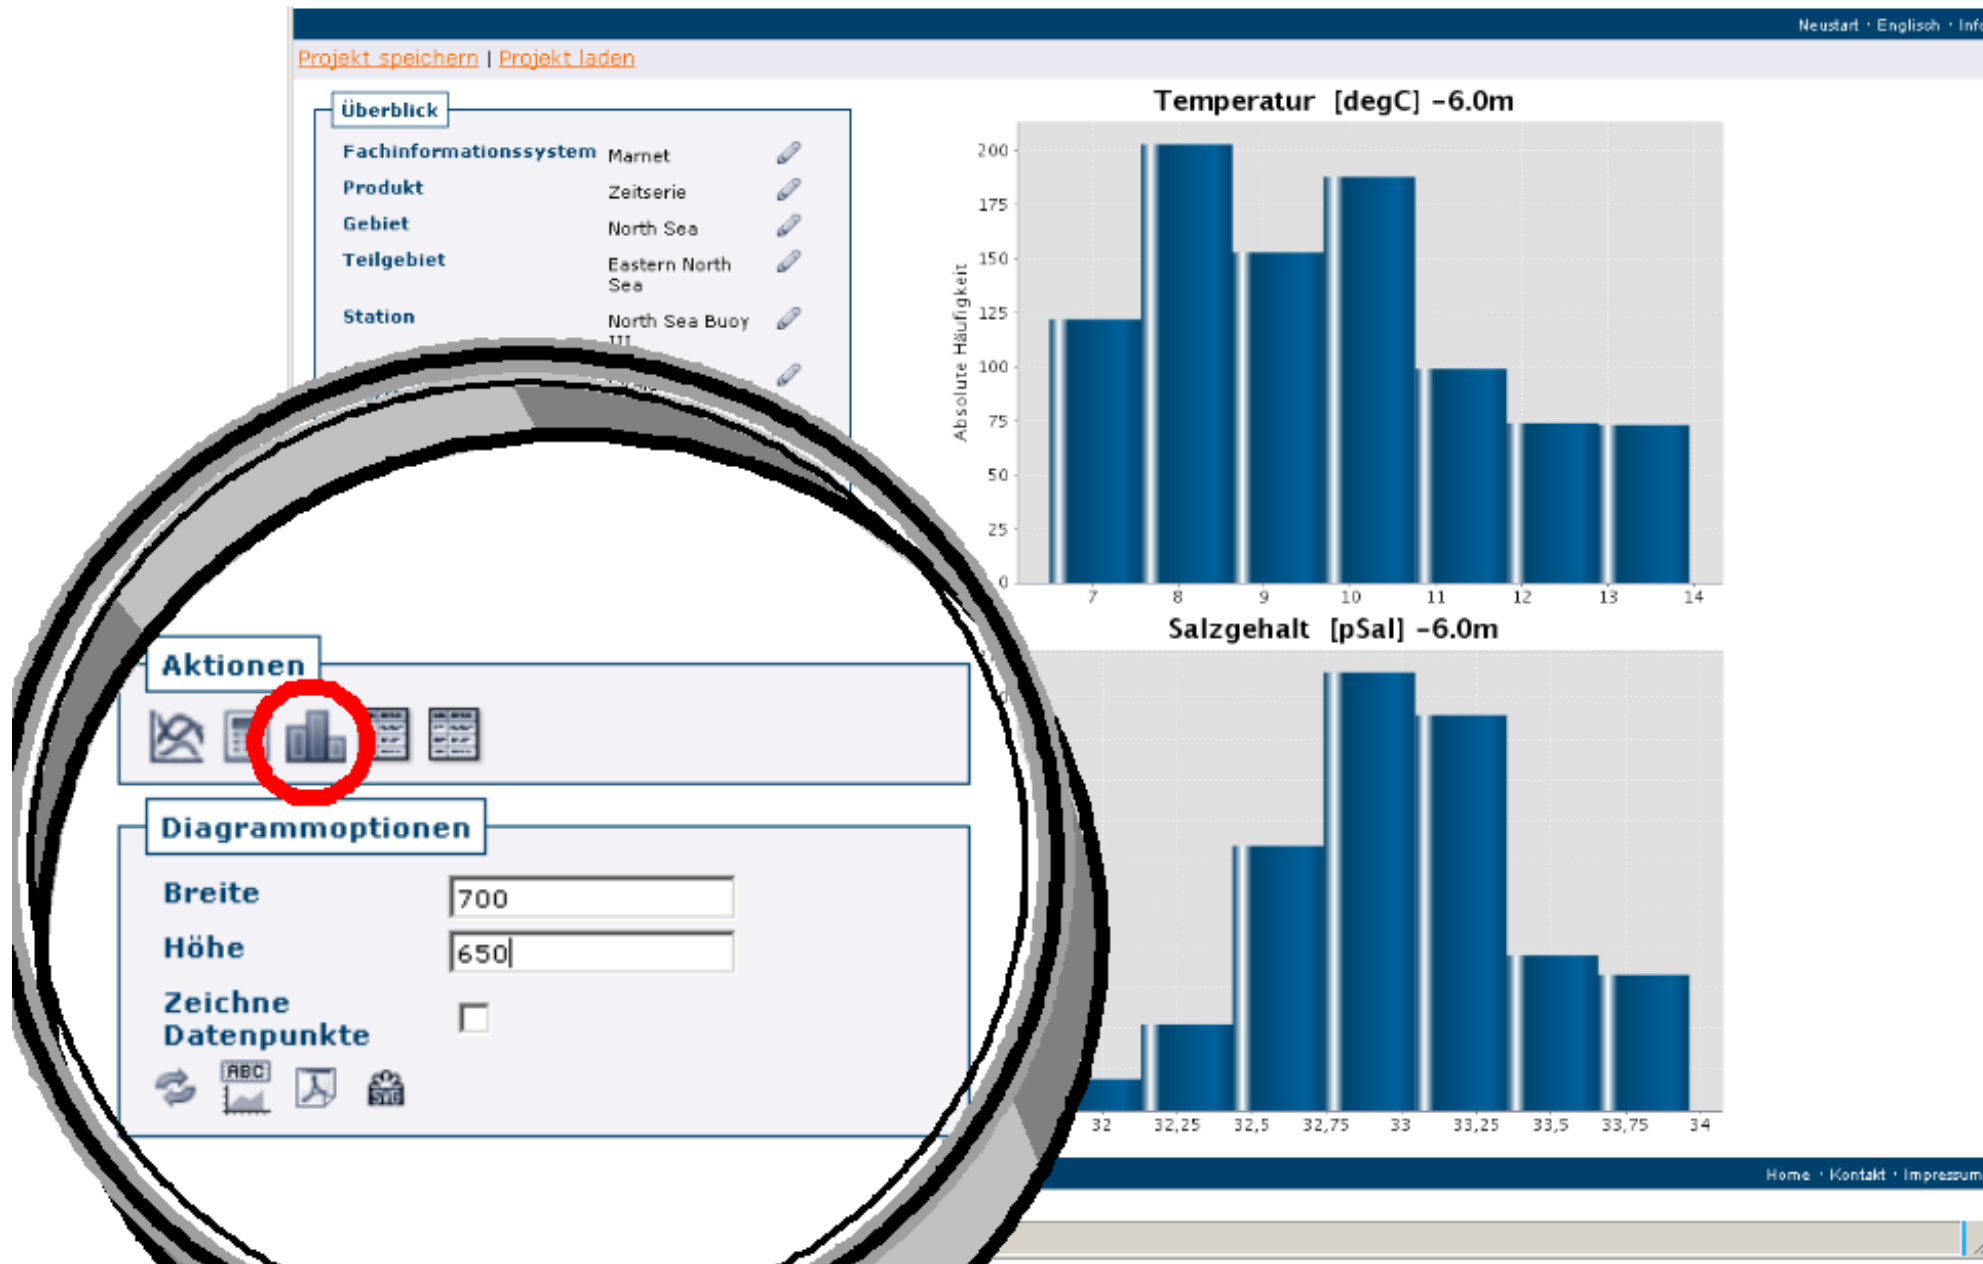 Neustart · Englisch · Info
Projekt speichern | Projekt laden
Überblick
Fachinformationssystem Marnet
Produkt Zeitserie
Gebiet North Sea
Teilgebiet Eastern North
Sea
Station North Sea Buoy
III
Temperatur [degC] -6.0m
Absolute Häufigkeit
200
175
150
125
100
75
50
25
0
7 8 9 10 11 12 13 14
Salzgehalt [pSal] -6.0m
32 32,25 32,5 32,75 33 33,25 33,5 33,75 34
Aktionen
Diagrammoptionen
Breite 700
Höhe 650
Zeichne
Datenpunkte
ABC
SVG
Home · Kontakt · Impressum